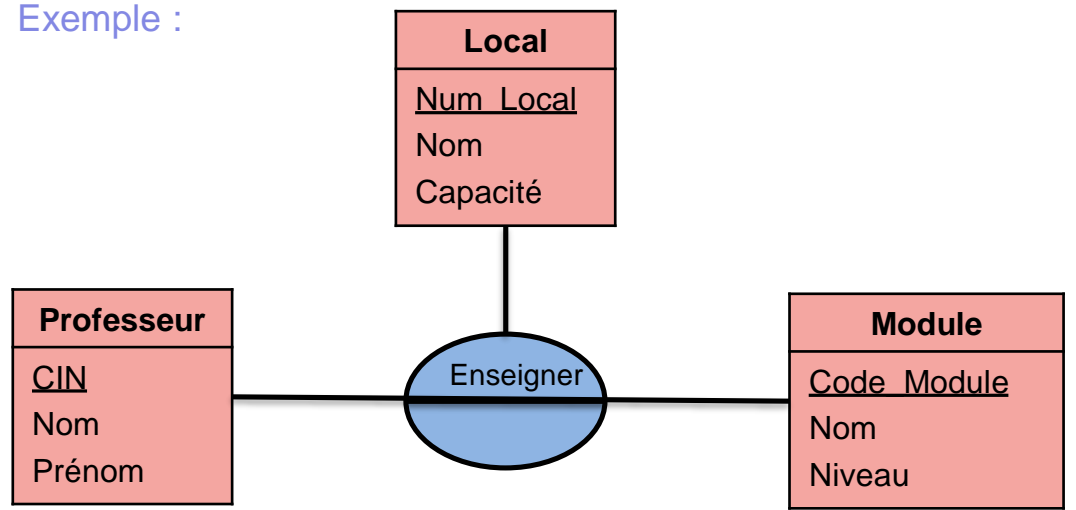 Exemple :
Local
Num_Local
Nom
Capacité
Professeur
CIN
Nom
Prénom
Enseigner
Module
Code_Module
Nom
Niveau